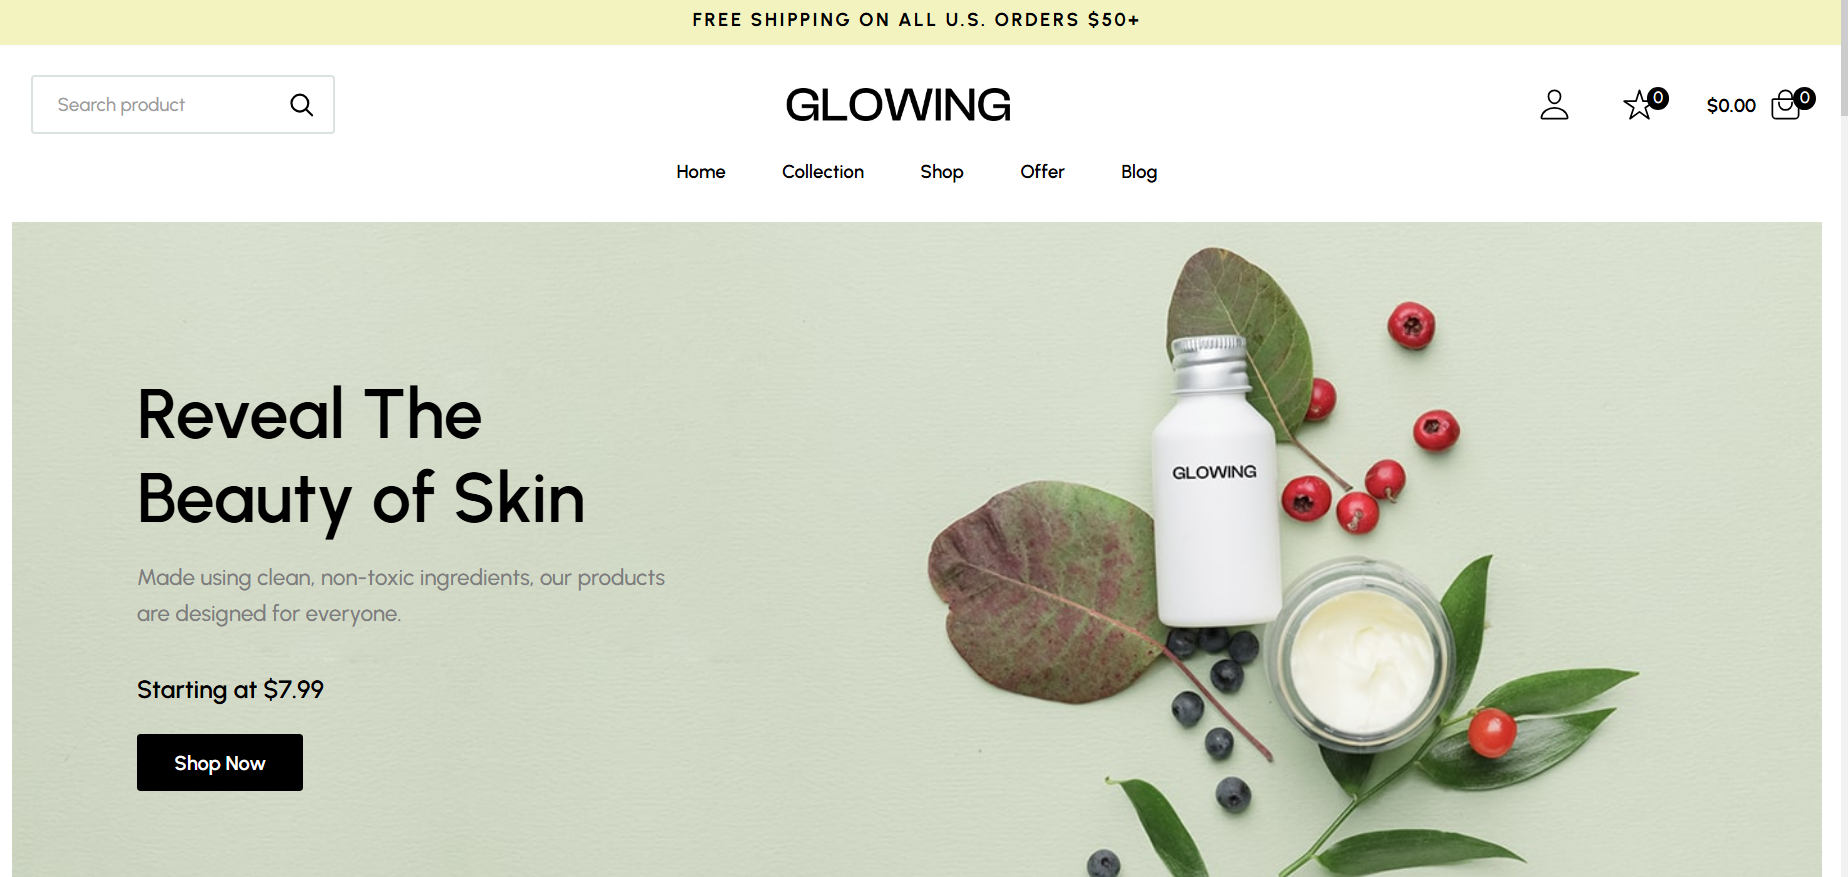 FREE SHIPPING ON ALL U.S. ORDERS $50+
Search product
GLOWING
0
$0.00
0
Home
Collection
Shop
Offer
Blog
Reveal The
Beauty of Skin
Made using clean, non-toxic ingredients, our products
are designed for everyone.
Starting at $7.99
Shop Now
GLOWING